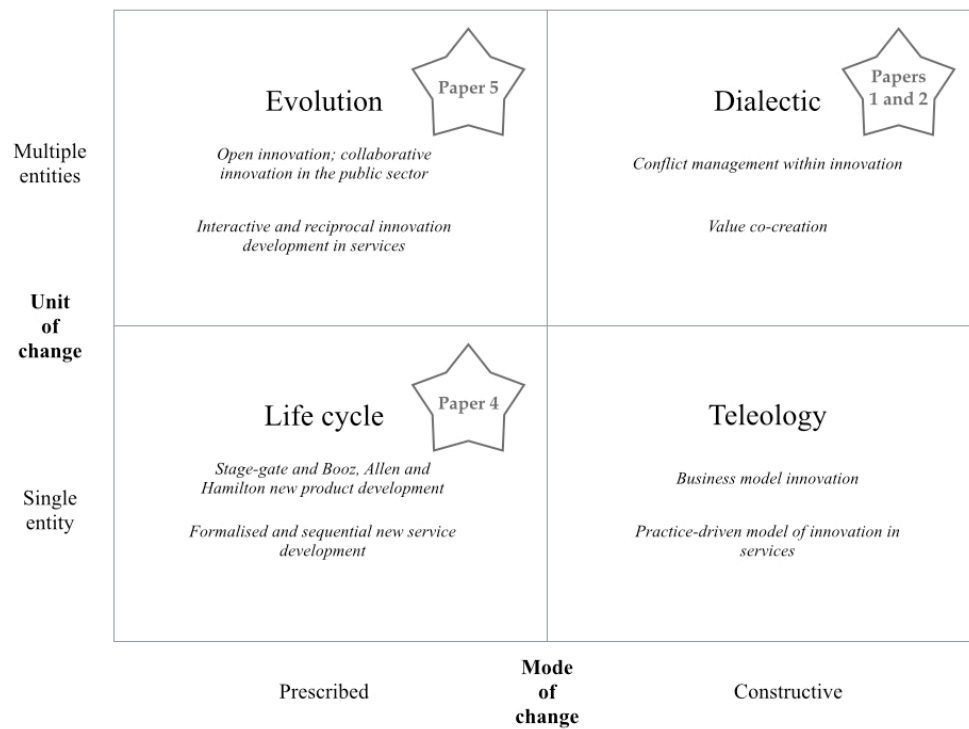 Paper 5
Papers
1 and 2
Evolution
Dialectic
Multiple
entities
Open innovation; collaborative
innovation in the public sector
Conflict management within innovation
Interactive and reciprocal innovation
development in services
Value co-creation
Unit
of
change
Paper 4
Life cycle
Teleology
Single
entity
Stage-gate and Booz, Allen and
Hamilton new product development
Business model innovation
Formalised and sequential new service
development
Practice-driven model of innovation in
services
Prescribed
Mode
of
change
Constructive